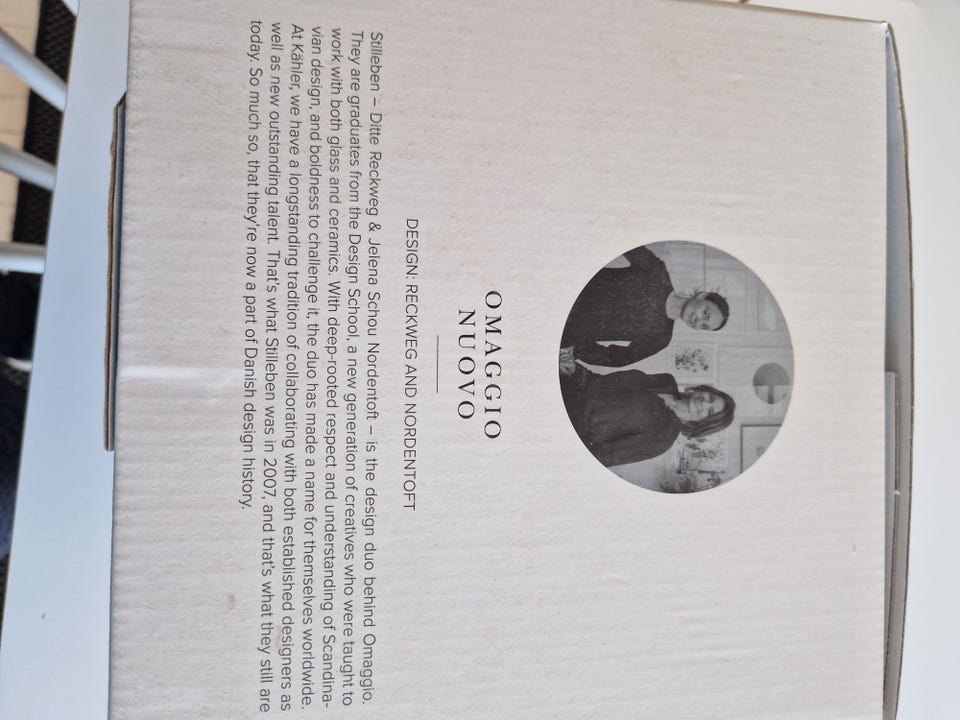 OMAGGIO
NUOVO
DESIGN: RECKWEG AND NORDENTOFT
Stilleben – Ditte Reckweg & Jelena Schou Nordentoft – is the design duo behind Omaggio.
They are graduates from the Design School, a new generation of creatives who were taught to
work with both glass and ceramics. With deep-rooted respect and understanding of Scandina-
vian design, and boldness to challenge it, the duo has made a name for themselves worldwide.
At Kähler, we have a longstanding tradition of collaborating with both established designers as
well as new outstanding talent. That's what Stilleben was in 2007, and that's what they still are
today. So much so, that they're now a part of Danish design history.